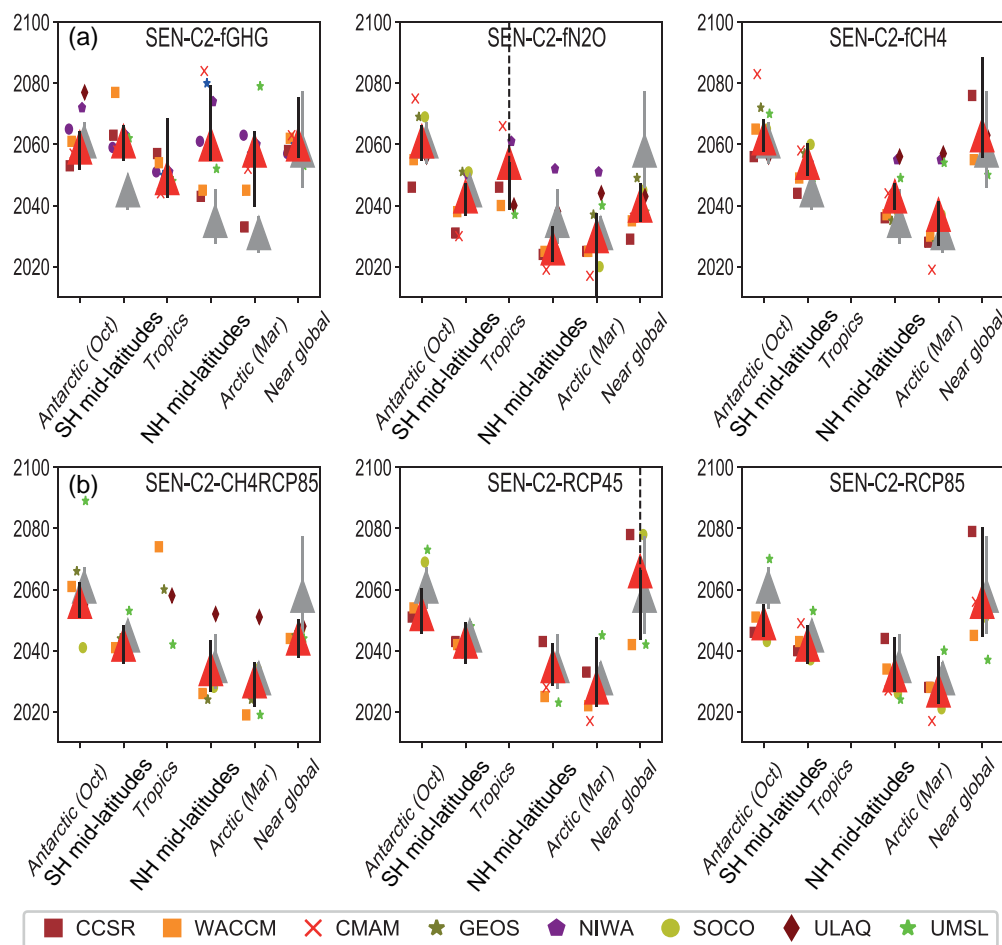 (a) SEN-C2-fGHG
2100
2080
2060
2040
2020
Antarctic (Oct)
SH mid-latitudes
Tropics
NH mid-latitudes
Arctic (Mar)
Near global
SEN-C2-fN2O
2100
2080
2060
2040
2020
Antarctic (Oct)
SH mid-latitudes
Tropics
NH mid-latitudes
Arctic (Mar)
Near global
SEN-C2-fCH4
2100
2080
2060
2040
2020
Antarctic (Oct)
SH mid-latitudes
Tropics
NH mid-latitudes
Arctic (Mar)
Near global
(b) SEN-C2-CH4RCP85
2100
2080
2060
2040
2020
Antarctic (Oct)
SH mid-latitudes
Tropics
NH mid-latitudes
Arctic (Mar)
Near global
SEN-C2-RCP45
2100
2080
2060
2040
2020
Antarctic (Oct)
SH mid-latitudes
Tropics
NH mid-latitudes
Arctic (Mar)
Near global
SEN-C2-RCP85
2100
2080
2060
2040
2020
Antarctic (Oct)
SH mid-latitudes
Tropics
NH mid-latitudes
Arctic (Mar)
Near global
CCSR WACCM CMAM GEOS NIWA SOCO ULAQ UMSL